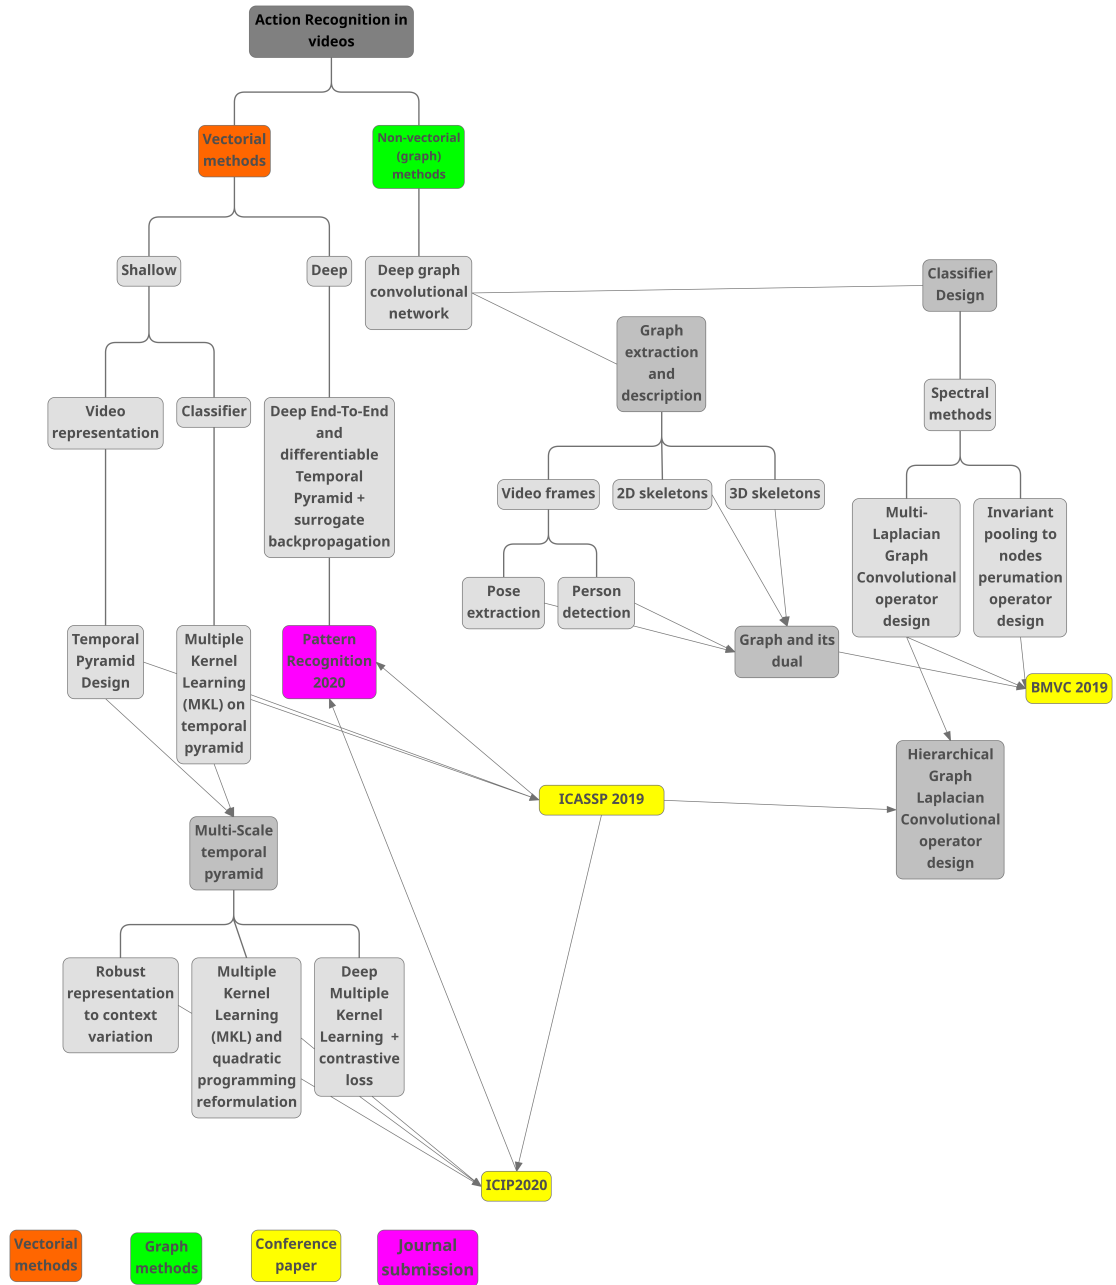 Action Recognition in
videos
Vectorial
methods
Non-vectorial
(graph)
methods
Shallow
Deep
Deep graph
convolutional
network
Classifier
Design
Graph
extraction
and
description
Video
representation
Classifier
Deep End-To-End
and
differentiable
Temporal
Pyramid +
surrogate
backpropagation
Spectral
methods
Video frames
2D skeletons
3D skeletons
Multi-
Laplacian
Graph
Convolutional
operator
design
Invariant
pooling to
nodes
perumation
operator
design
Pose
extraction
Person
detection
Temporal
Pyramid
Design
Multiple
Kernel
Learning
(MKL) on
temporal
pyramid
Pattern
Recognition
2020
Graph and its
dual
BMVC 2019
Hierarchical
Graph
Laplacian
Convolutional
operator
design
ICASSP 2019
Multi-Scale
temporal
pyramid
Robust
representation
to context
variation
Multiple
Kernel
Learning
(MKL) and
quadratic
programming
reformulation
Deep
Multiple
Kernel
Learning +
contrastive
loss
ICIP2020
Vectorial
methods
Graph
methods
Conference
paper
Journal
submission